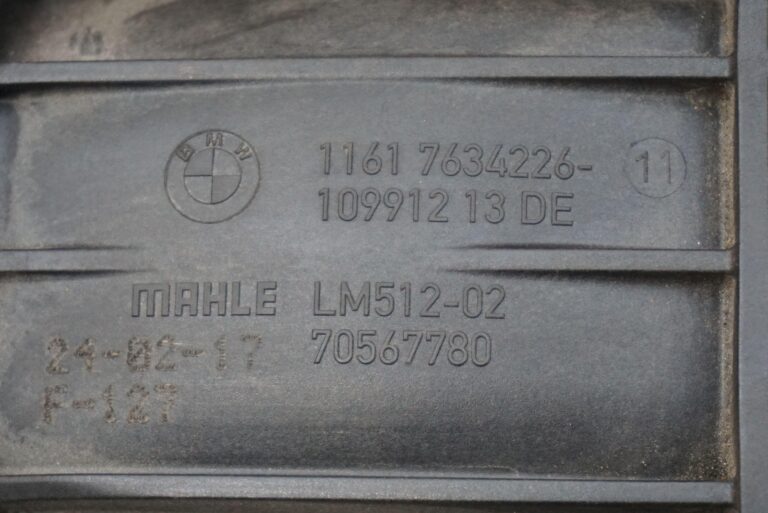 BMW
1161 7634226-
11
109912 13 DE
MAHLE LM512-02
70567780
24-02-17
F-127